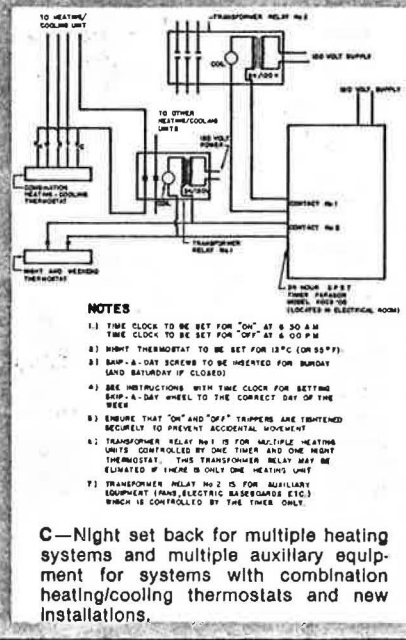 TO HEATING/
COOLING UNIT
TRANSFORMER RELAY No 2
COIL
24/120V
120 VOLT SUPPLY
120 VOLT SUPPLY
TO OTHER
HEATING/COOLING
UNITS
120 VOLT
POWER
24/120V
COIL
COMBINATION
HEATING - COOLING
THERMOSTAT
TRANSFORMER
RELAY No.1
CONTACT No 1
CONTACT No 2
NIGHT AND WEEKEND
THERMOSTAT
24 HOUR
TIMER PARAGON
MODEL
(LOCATED IN ELECTRICAL ROOM)
NOTES
1.) TIME CLOCK TO BE SET FOR "ON" AT 6 30 AM
TIME CLOCK TO BE SET FOR "OFF" AT 6 00 PM
2) NIGHT THERMOSTAT TO BE SET FOR 13°C (OR 55°F)
3) SKIP-A-DAY SCREWS TO BE INSERTED FOR SUNDAY
(AND SATURDAY IF CLOSED)
4) SEE INSTRUCTIONS WITH TIME CLOCK FOR SETTING
SKIP-A-DAY WHEEL TO THE CORRECT DAY OF THE
WEEK
5) ENSURE THAT "ON" AND "OFF" TRIPPERS ARE TIGHTENED
SECURELY TO PREVENT ACCIDENTAL MOVEMENT
6) TRANSFORMER RELAY No 1 IS FOR MULTIPLE HEATING
UNITS CONTROLLED BY ONE TIMER AND ONE NIGHT
THERMOSTAT. THIS TRANSFORMER RELAY MAY BE
ELIMATED IF THERE IS ONLY ONE HEATING UNIT
7) TRANSFORMER RELAY No 2 IS FOR AUXILIARY
EQUIPMENT (FANS, ELECTRIC BASEBOARDS ETC.)
WHICH IS CONTROLLED BY THE TIMER ONLY.
C—Night set back for multiple heating
systems and multiple auxiliary equip-
ment for systems with combination
heating/cooling thermostats and new
installations.